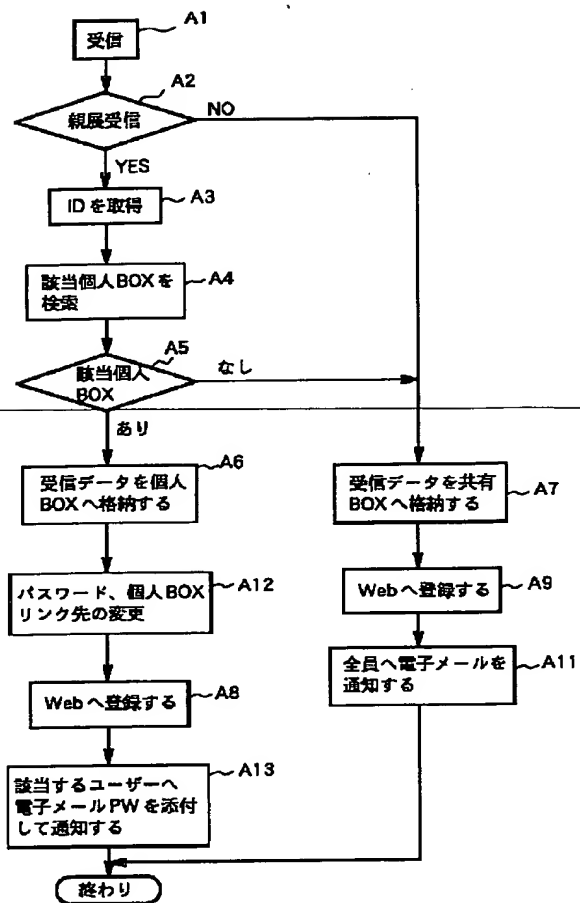 A1
受信
A2
親展受信
NO
YES
IDを取得
A3
該当個人BOXを
検索
A4
A5
該当個人
BOX
なし
あり
A6
受信データを個人
BOXへ格納する
受信データを共有
BOXへ格納する
A7
パスワード、個人BOX
リンク先の変更
A12
Webへ登録する
A9
Webへ登録する
A8
全員へ電子メールを
通知する
A11
A13
該当するユーザーへ
電子メールPWを添付
して通知する
終わり